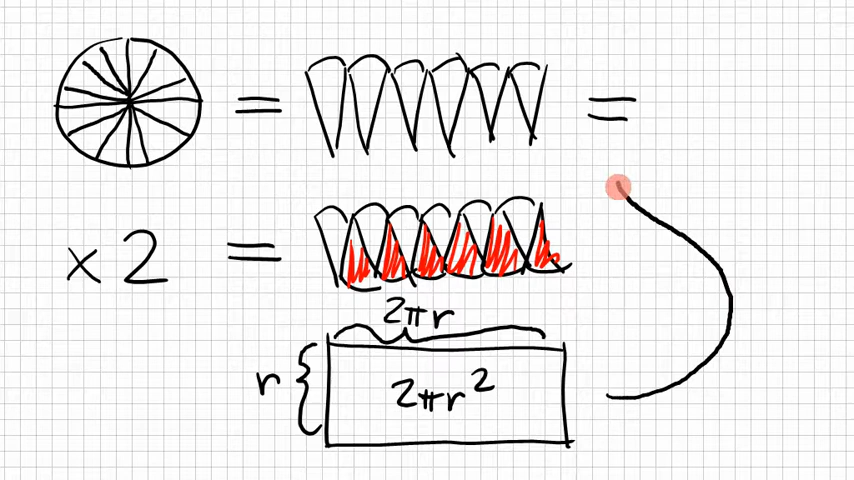 =
=
× 2 =
2πr
r
2πr²